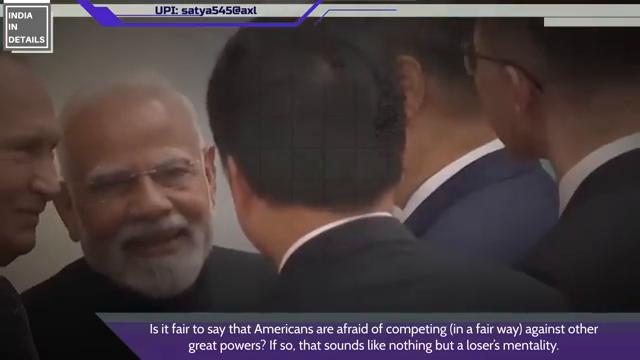 UPI: satya545@axl
INDIA
IN
DETAILS
Is it fair to say that Americans are afraid of competing (in a fair way) against other
great powers? If so, that sounds like nothing but a loser's mentality.